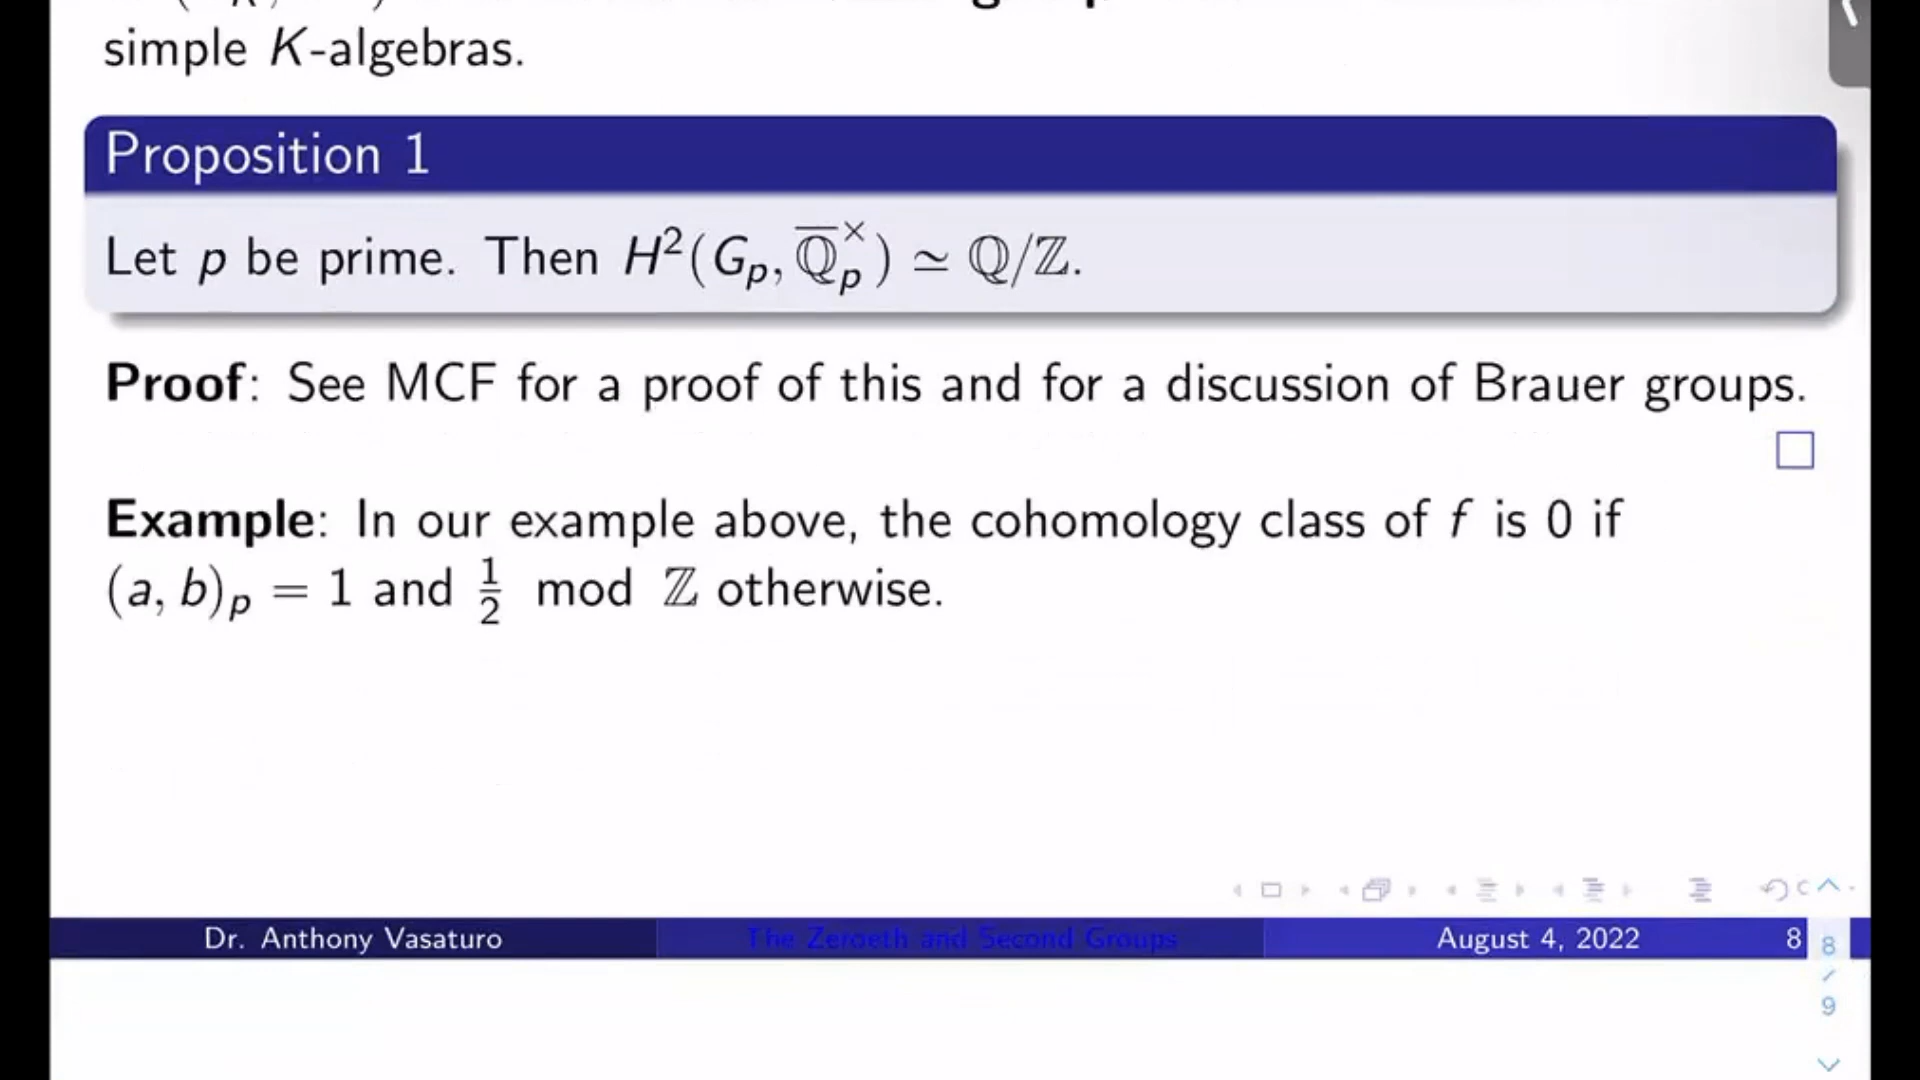 simple K-algebras.
Proposition 1
Let p be prime. Then H²(G_p, \overline{ℚ}_p^×) ≃ ℚ/ℤ.
Proof: See MCF for a proof of this and for a discussion of Brauer groups.
□
Example: In our example above, the cohomology class of f is 0 if
(a, b)_p = 1 and 1/2 mod ℤ otherwise.
Dr. Anthony Vasaturo The Zeroeth and Second Groups August 4, 2022 8
8
/
9